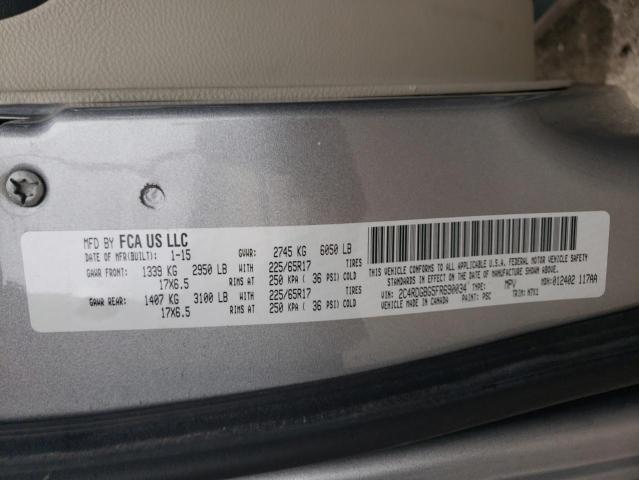 MFD BY FCA US LLC
DATE OF MFR(BUILT): 1-15 GVWR: 2745 KG 6050 LB
GAWR FRONT: 1339 KG 2950 LB WITH 225/65R17 TIRES
17X6.5 RIMS AT 250 KPA ( 36 PSI) COLD
GAWR REAR: 1407 KG 3100 LB WITH 225/65R17 TIRES
17X6.5 RIMS AT 250 KPA ( 36 PSI) COLD
THIS VEHICLE CONFORMS TO ALL APPLICABLE U.S.A. FEDERAL MOTOR VEHICLE SAFETY
STANDARDS IN EFFECT ON THE DATE OF MANUFACTURE SHOWN ABOVE.
VIN: 2C4RDGBG5FR690034 TYPE: MPV MDH: 012402 117AA
VEHICLE MADE IN CANADA PAINT: PSC TRIM: